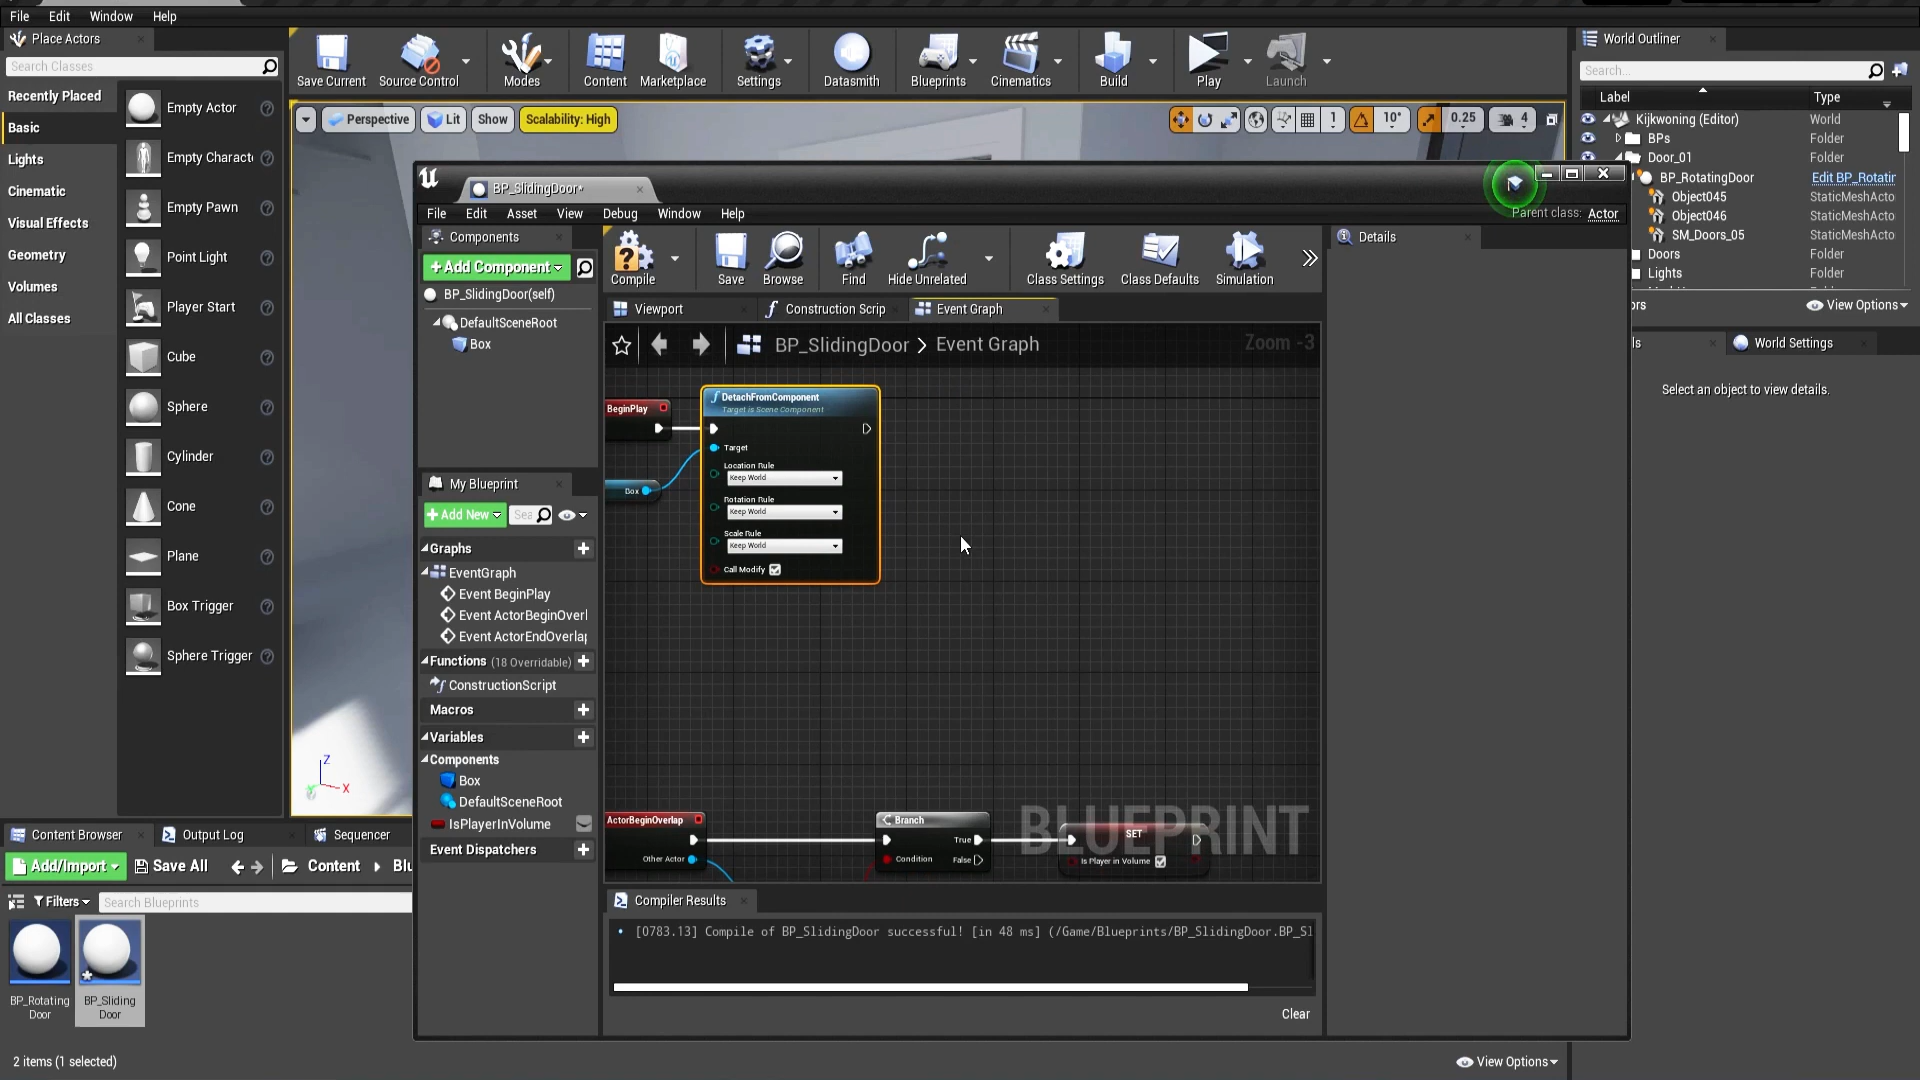 File Edit Window Help
Place Actors
Search Classes
Recently Placed
Basic
Lights
Cinematic
Visual Effects
Geometry
Volumes
All Classes
Empty Actor
Empty Charact
Empty Pawn
Point Light
Player Start
Cube
Sphere
Cylinder
Cone
Plane
Box Trigger
Sphere Trigger
Save Current Source Control Modes Content Marketplace Settings Datasmith Blueprints Cinematics Build Play Launch
Perspective Lit Show Scalability: High
1 10° 0.25 4
World Outliner
Search...
Label Type
Kijkwoning (Editor) World
BPs Folder
Door_01 Folder
BP_RotatingDoor Edit BP_Rotatir
Object045 StaticMeshActo
Object046 StaticMeshActo
SM_Doors_05 StaticMeshActo
Doors Folder
Lights Folder
ors View Options
ls World Settings
Select an object to view details.
BP_SlidingDoor*
File Edit Asset View Debug Window Help
Parent class: Actor
Components
+Add Component
BP_SlidingDoor(self)
DefaultSceneRoot
Box
Compile Save Browse Find Hide Unrelated Class Settings Class Defaults Simulation
Details
Viewport Construction Scrip Event Graph
BP_SlidingDoor > Event Graph
Zoom -3
BeginPlay
Box
DetachFromComponent
Target is Scene Component
Target
Location Rule
Keep World
Rotation Rule
Keep World
Scale Rule
Keep World
Call Modify
ActorBeginOverlap
Other Actor
Branch
True
Condition False
SET
Is Player in Volume
BLUEPRINT
My Blueprint
+Add New Sea
Graphs
EventGraph
Event BeginPlay
Event ActorBeginOverl
Event ActorEndOverlap
Functions (18 Overridable)
ConstructionScript
Macros
Variables
Components
Box
DefaultSceneRoot
IsPlayerInVolume
Event Dispatchers
Compiler Results
[0783.13] Compile of BP_SlidingDoor successful! [in 48 ms] (/Game/Blueprints/BP_SlidingDoor.BP_Sl
Clear
Content Browser Output Log Sequencer
Add/Import Save All Content Blu
Filters Search Blueprints
BP_Rotating
Door
BP_Sliding
Door
2 items (1 selected)
View Options
Z
X